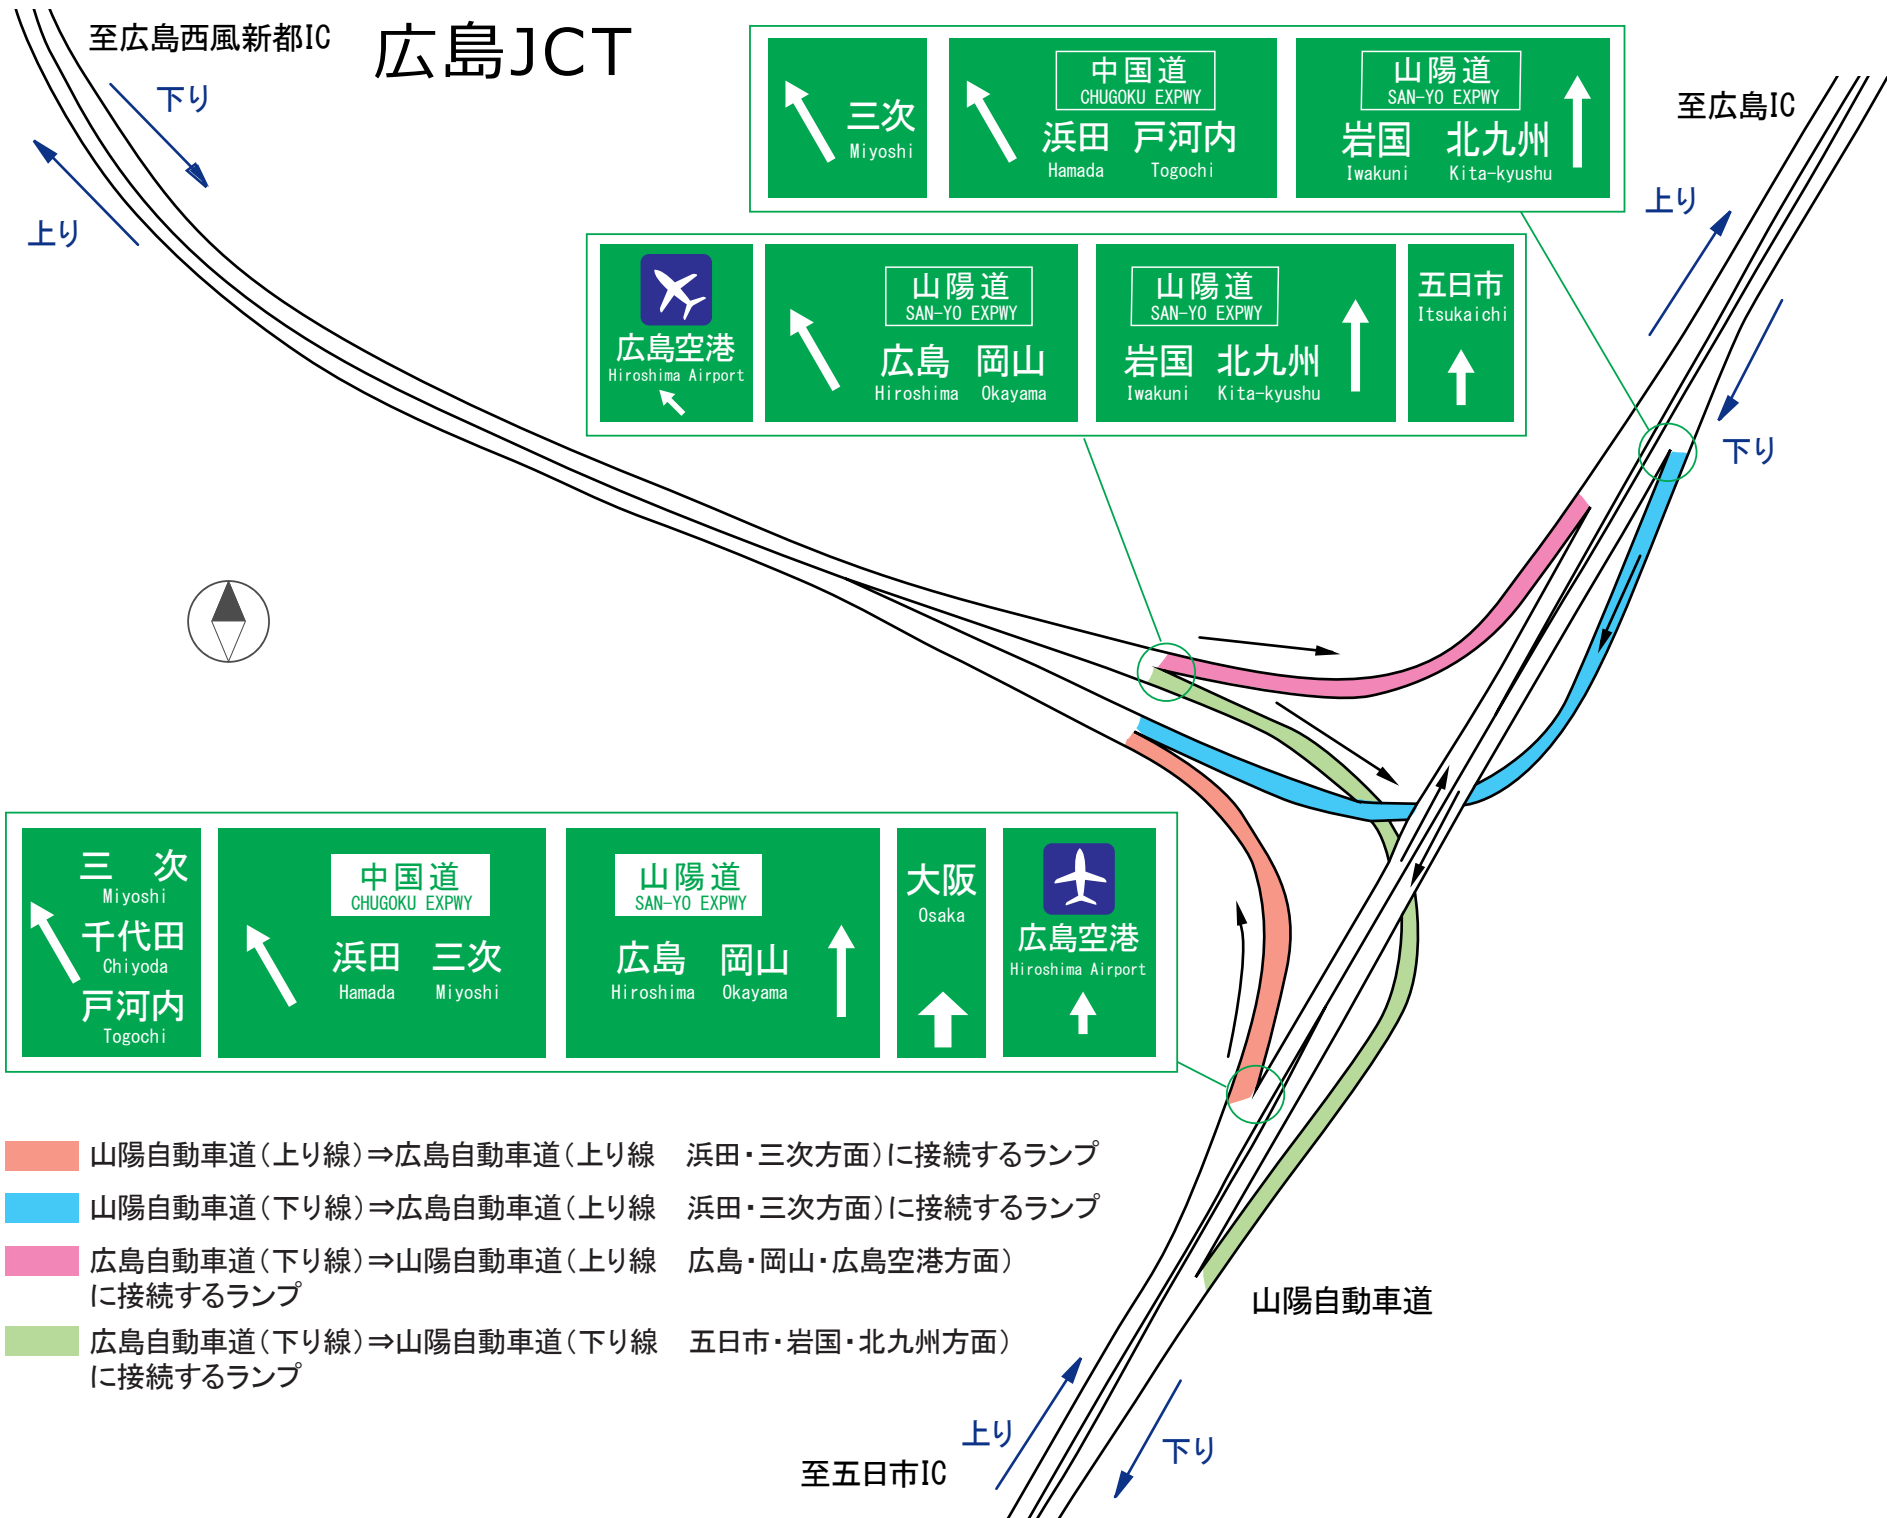 広島JCT
至広島西風新都IC
下り
上り
三次
Miyoshi
中国道
CHUGOKU EXPWY
浜田 戸河内
Hamada Togochi
山陽道
SAN-YO EXPWY
岩国 北九州
Iwakuni Kita-kyushu
至広島IC
上り
下り
広島空港
Hiroshima Airport
山陽道
SAN-YO EXPWY
広島 岡山
Hiroshima Okayama
山陽道
SAN-YO EXPWY
岩国 北九州
Iwakuni Kita-kyushu
五日市
Itsukaichi
三 次
Miyoshi
千代田
Chiyoda
戸河内
Togochi
中国道
CHUGOKU EXPWY
浜田 三次
Hamada Miyoshi
山陽道
SAN-YO EXPWY
広島 岡山
Hiroshima Okayama
大阪
Osaka
広島空港
Hiroshima Airport
山陽自動車道（上り線）⇒広島自動車道（上り線 浜田・三次方面）に接続するランプ
山陽自動車道（下り線）⇒広島自動車道（上り線 浜田・三次方面）に接続するランプ
広島自動車道（下り線）⇒山陽自動車道（上り線 広島・岡山・広島空港方面）
に接続するランプ
広島自動車道（下り線）⇒山陽自動車道（下り線 五日市・岩国・北九州方面）
に接続するランプ
山陽自動車道
上り
下り
至五日市IC